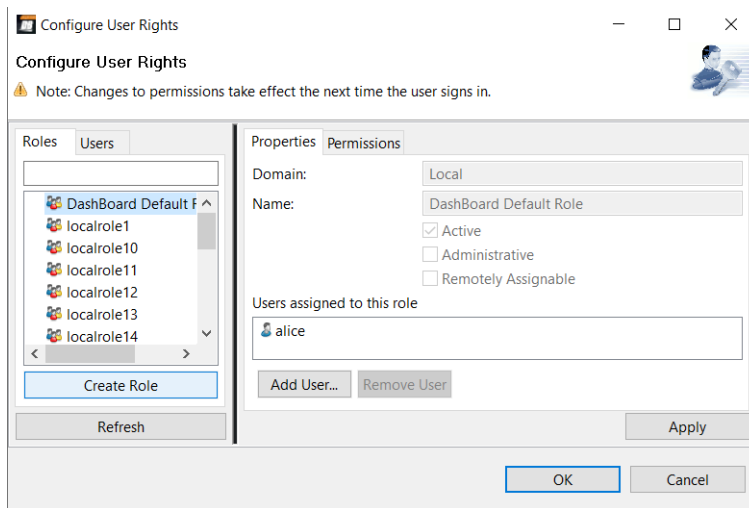 Configure User Rights
Configure User Rights
Note: Changes to permissions take effect the next time the user signs in.
Roles Users
DashBoard Default
localrole1
localrole10
localrole11
localrole12
localrole13
localrole14
Create Role
Refresh
Properties Permissions
Domain: Local
Name: DashBoard Default Role
Active
Administrative
Remotely Assignable
Users assigned to this role
alice
Add User... Remove User
Apply
OK Cancel